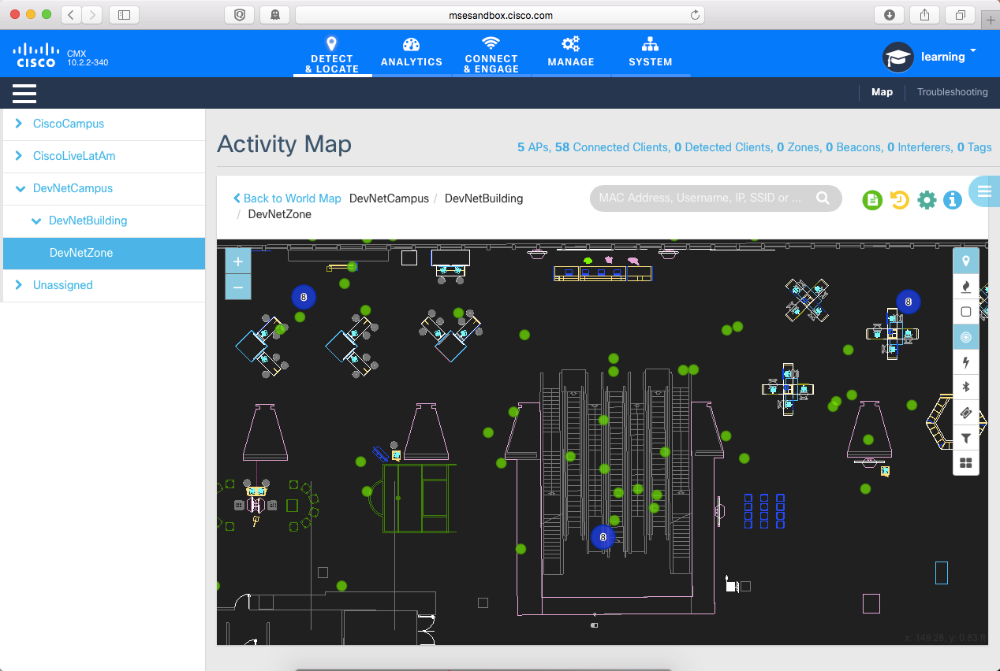 msesandbox.cisco.com
CISCO
CMX
10.2.2-340
DETECT
& LOCATE
ANALYTICS
CONNECT
& ENGAGE
MANAGE
SYSTEM
learning
Map
Troubleshooting
CiscoCampus
CiscoLiveLatAm
DevNetCampus
DevNetBuilding
DevNetZone
Unassigned
Activity Map
5 APs, 58 Connected Clients, 0 Detected Clients, 0 Zones, 0 Beacons, 0 Interferers, 0 Tags
Back to World Map DevNetCampus / DevNetBuilding
/ DevNetZone
MAC Address, Username, IP, SSID or ...
+
−
8
8
8
x: 149.28, y: 0.83 ft